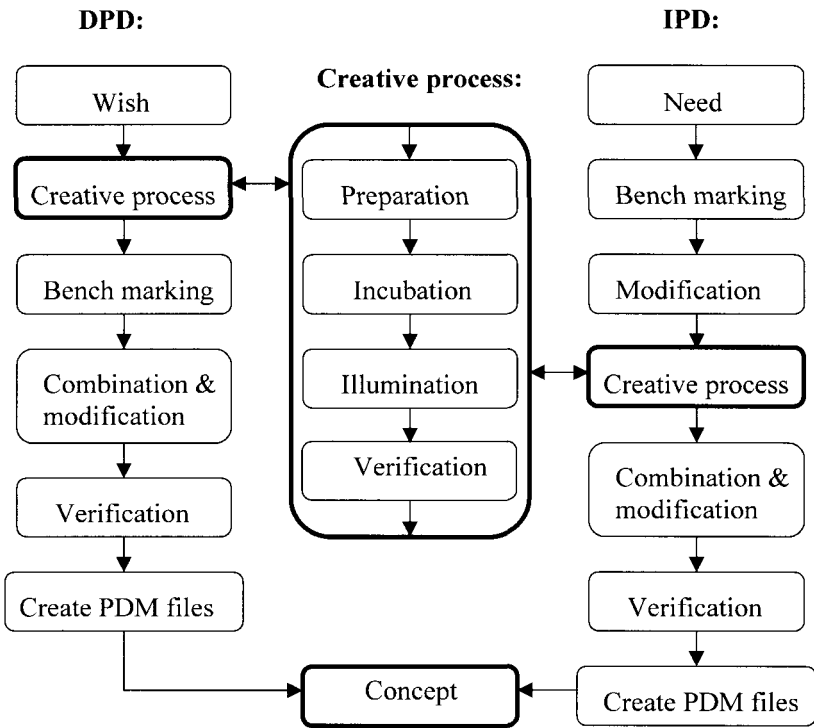 DPD:
Wish
Creative process
Bench marking
Combination &
modification
Verification
Create PDM files
Creative process:
Preparation
Incubation
Illumination
Verification
Concept
IPD:
Need
Bench marking
Modification
Creative process
Combination &
modification
Verification
Create PDM files